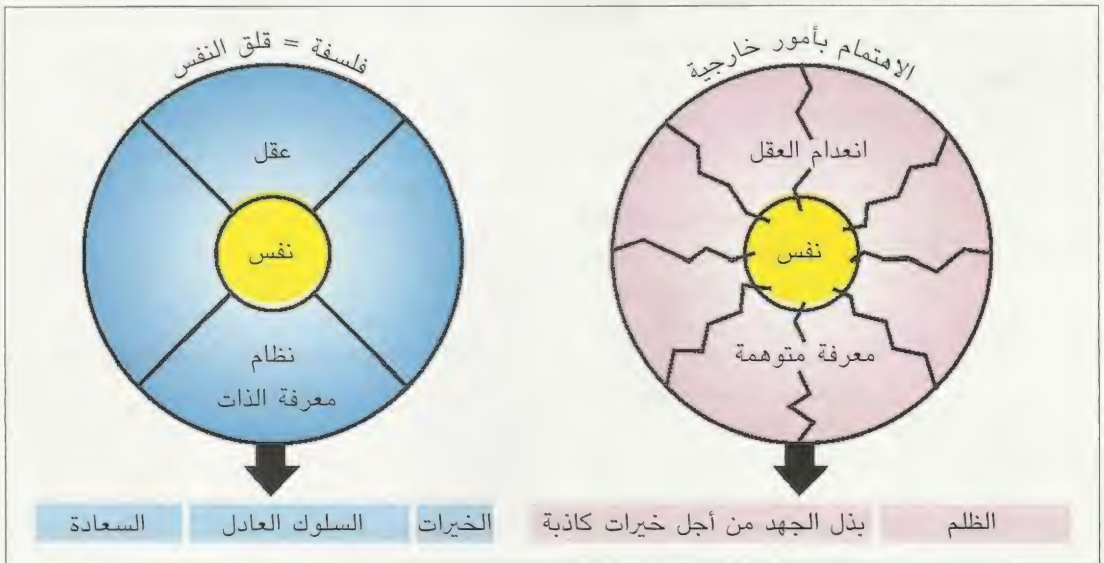 الاهتمام بأمور خارجية
انعدام العقل
نفس
معرفة متوهمة
الظلم
بذل الجهد من أجل خيرات كاذبة
فلسفة = قلق النفس
عقل
نفس
نظام
معرفة الذات
الخيرات
السلوك العادل
السعادة